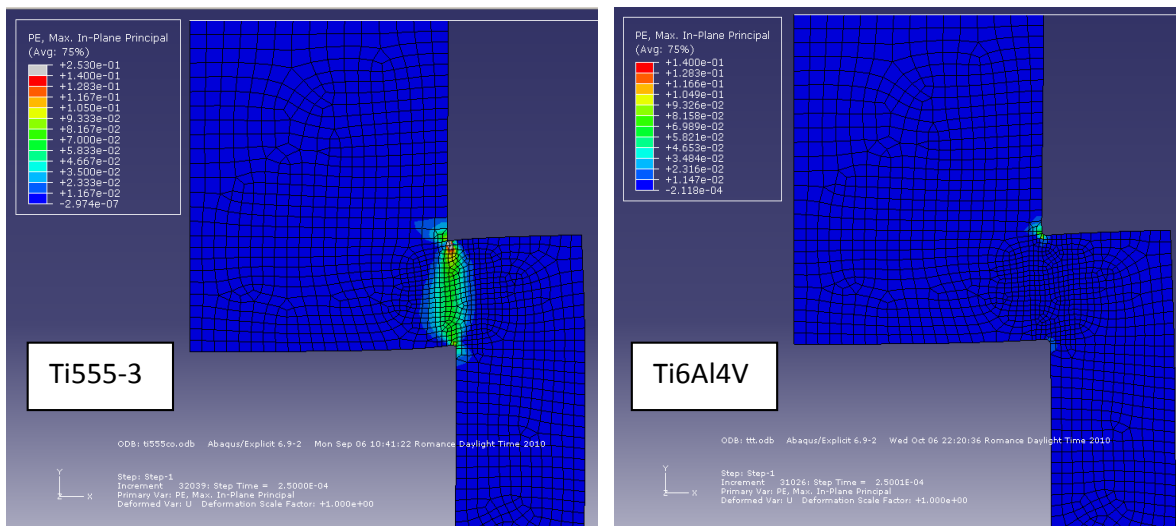 PE, Max. In-Plane Principal
(Avg: 75%)
+2.530e-01
+1.400e-01
+1.283e-01
+1.167e-01
+1.050e-01
+9.333e-02
+8.167e-02
+7.000e-02
+5.833e-02
+4.667e-02
+3.500e-02
+2.333e-02
+1.167e-02
-2.974e-07
Ti555-3
ODB: ti555co.odb Abaqus/Explicit 6.9-2 Mon Sep 06 10:41:22 Romance Daylight Time 2010
Y
Z X
Step: Step-1
Increment 32039: Step Time = 2.5000E-04
Primary Var: PE, Max. In-Plane Principal
Deformed Var: U Deformation Scale Factor: +1.000e+00
PE, Max. In-Plane Principal
(Avg: 75%)
+1.400e-01
+1.283e-01
+1.166e-01
+1.049e-01
+9.326e-02
+8.158e-02
+6.989e-02
+5.821e-02
+4.653e-02
+3.484e-02
+2.316e-02
+1.147e-02
-2.118e-04
Ti6Al4V
ODB: ttt.odb Abaqus/Explicit 6.9-2 Wed Oct 06 22:20:36 Romance Daylight Time 2010
Y
Z X
Step: Step-1
Increment 31026: Step Time = 2.5001E-04
Primary Var: PE, Max. In-Plane Principal
Deformed Var: U Deformation Scale Factor: +1.000e+00